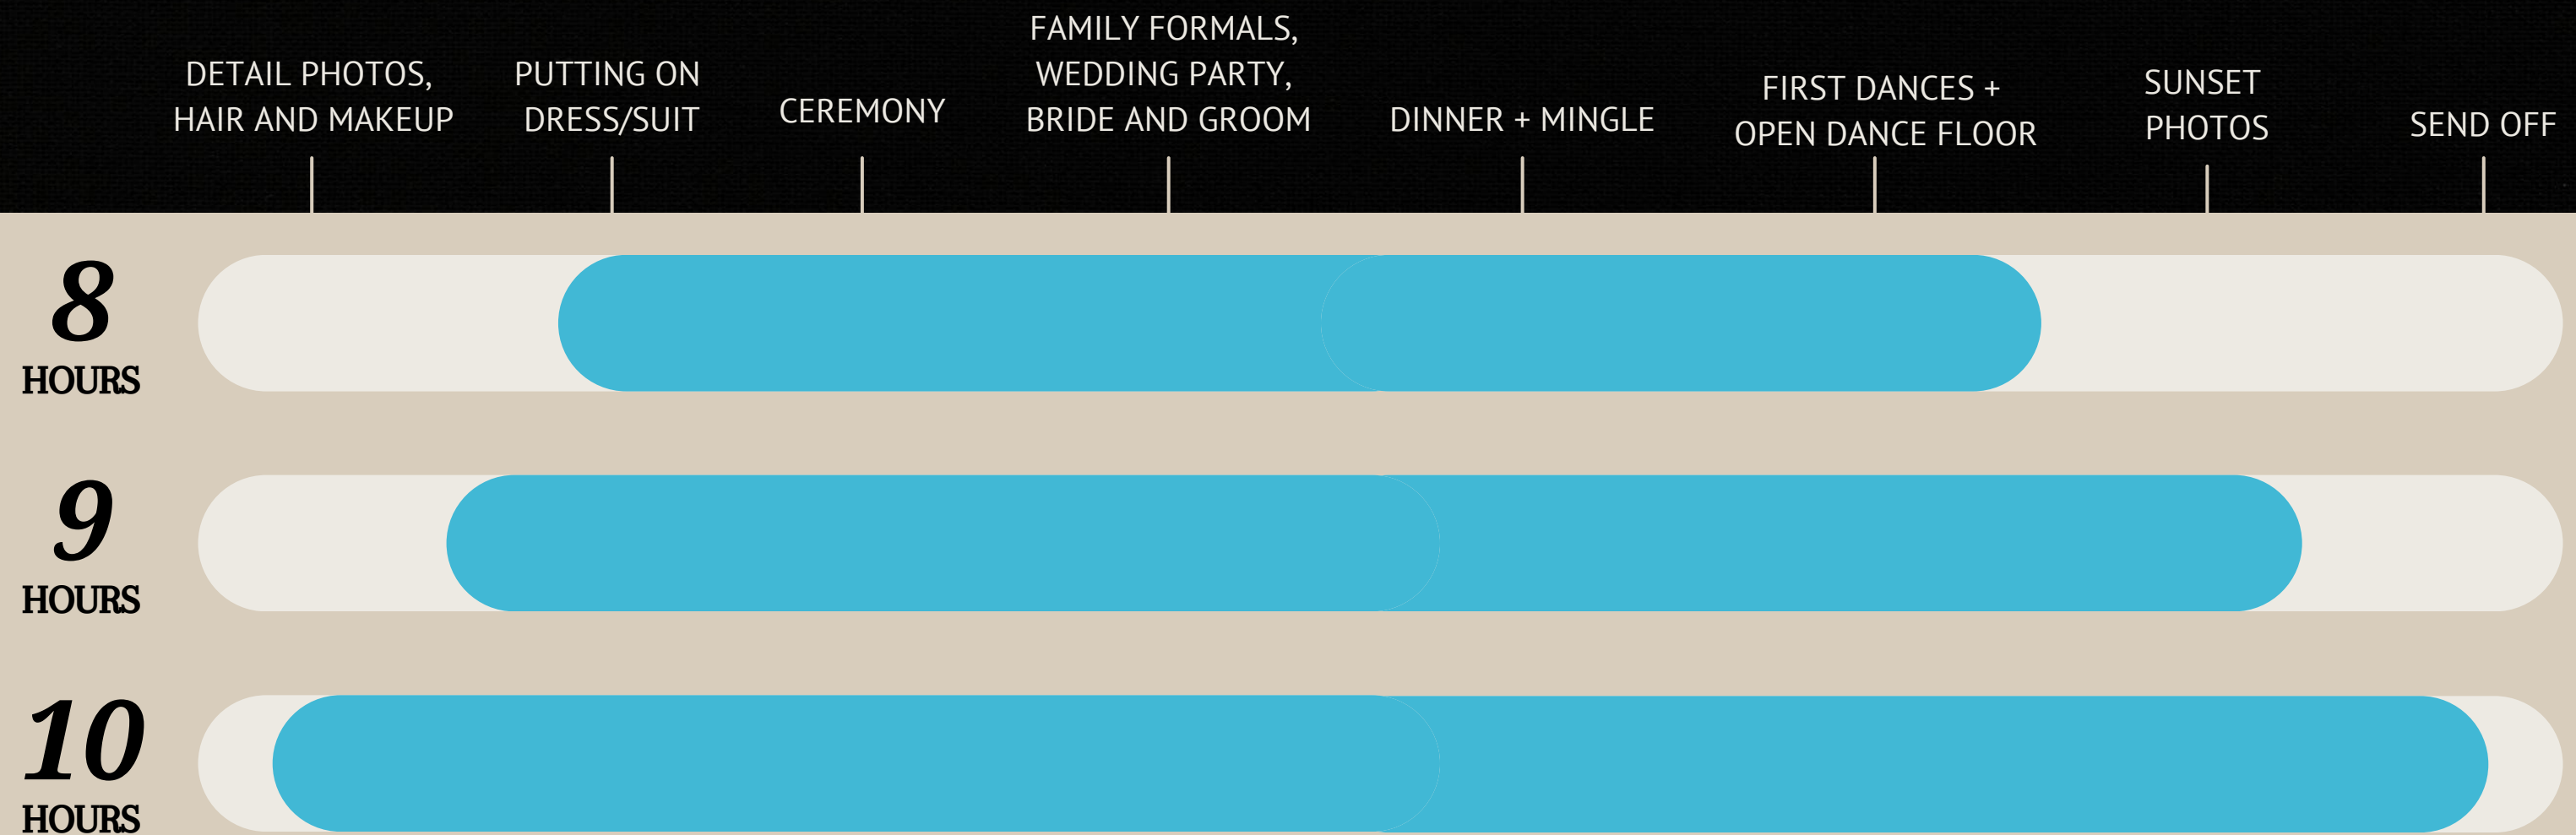 DETAIL PHOTOS,
HAIR AND MAKEUP
PUTTING ON
DRESS/SUIT
CEREMONY
FAMILY FORMALS,
WEDDING PARTY,
BRIDE AND GROOM
DINNER + MINGLE
FIRST DANCES +
OPEN DANCE FLOOR
SUNSET
PHOTOS
SEND OFF
8
HOURS
9
HOURS
10
HOURS